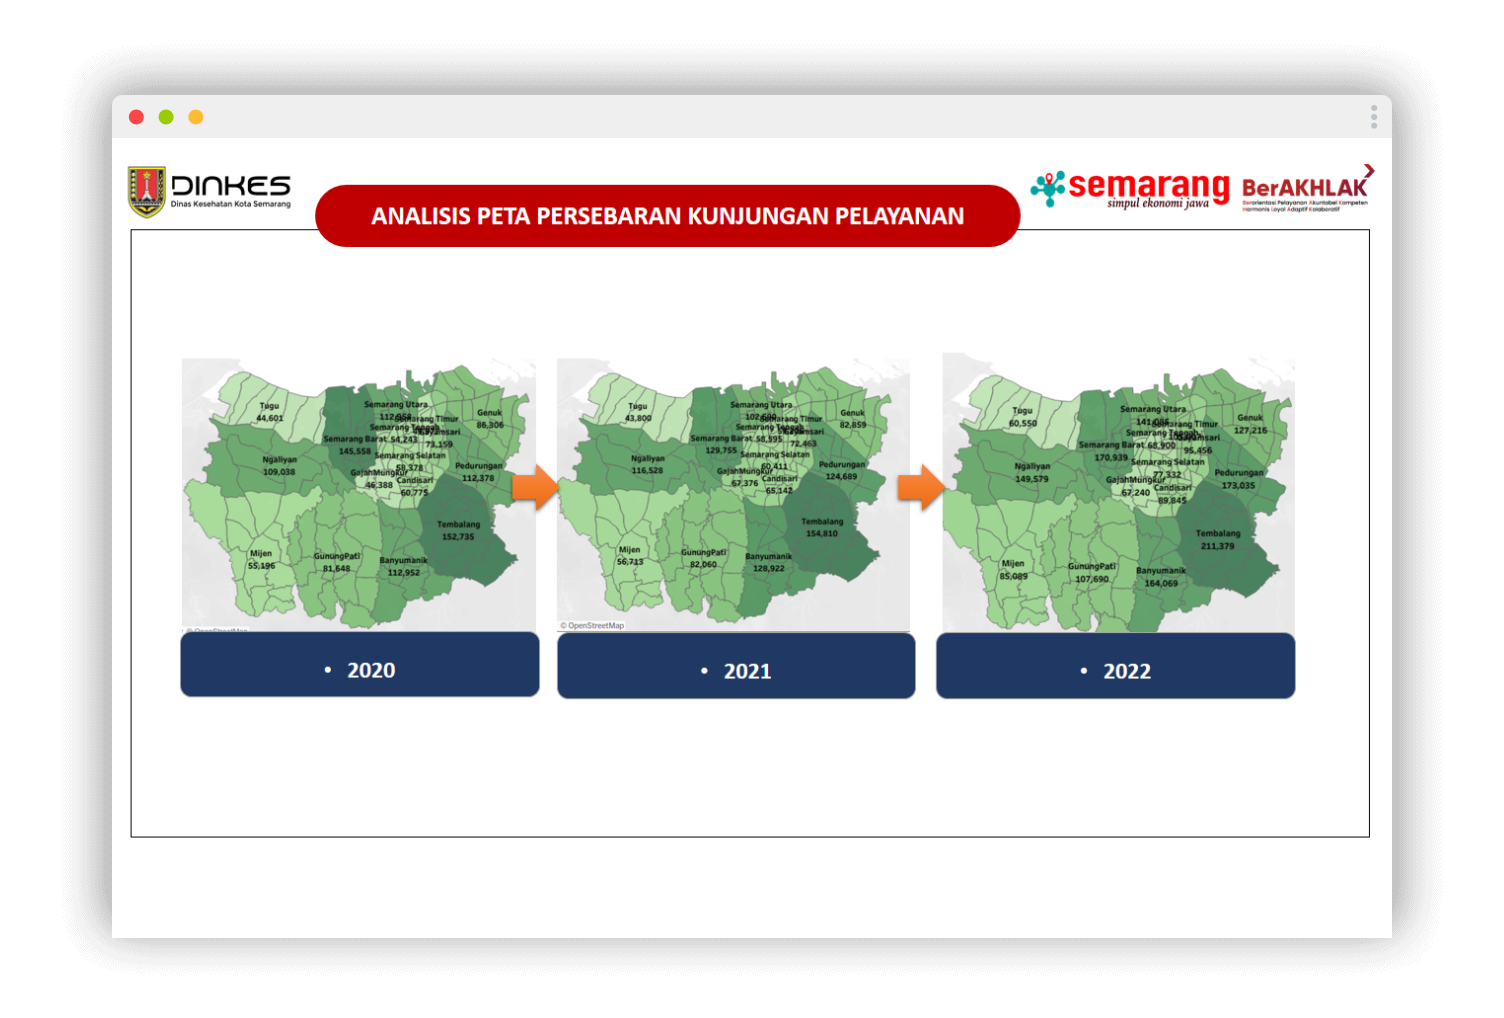 DINKES
Dinas Kesehatan Kota Semarang
semarang
simpul ekonomi jawa
BerAKHLAK
Berorientasi Pelayanan Akuntabel Kompeten
Harmonis Loyal Adaptif Kolaboratif
ANALISIS PETA PERSEBARAN KUNJUNGAN PELAYANAN
Tugu
44,601
Semarang Utara
Semarang Timur
Genuk
86,306
Semarang Tengah
54,243
73,159
Semarang Barat
145,558
Semarang Selatan
58,378
Ngaliyan
109,038
GajahMungkur
46,388
Candisari
60,775
Pedurungan
112,378
Tembalang
152,735
Mijen
55,196
GunungPati
81,648
Banyumanik
112,952
© OpenStreetMap
• 2020
Tugu
43,800
Semarang Utara
Semarang Timur
Genuk
82,859
Semarang Tengah
58,595
72,463
Semarang Barat
129,755
Semarang Selatan
60,411
Ngaliyan
116,528
GajahMungkur
67,376
Candisari
65,142
Pedurungan
124,689
Tembalang
154,810
Mijen
56,713
GunungPati
82,060
Banyumanik
128,922
© OpenStreetMap
• 2021
Tugu
60,550
Semarang Utara
Semarang Timur
Genuk
127,216
Semarang Tengah
68,900
95,456
Semarang Barat
170,939
Semarang Selatan
77,332
Ngaliyan
149,579
GajahMungkur
67,240
Candisari
89,845
Pedurungan
173,035
Tembalang
211,379
Mijen
85,089
GunungPati
107,690
Banyumanik
164,069
• 2022